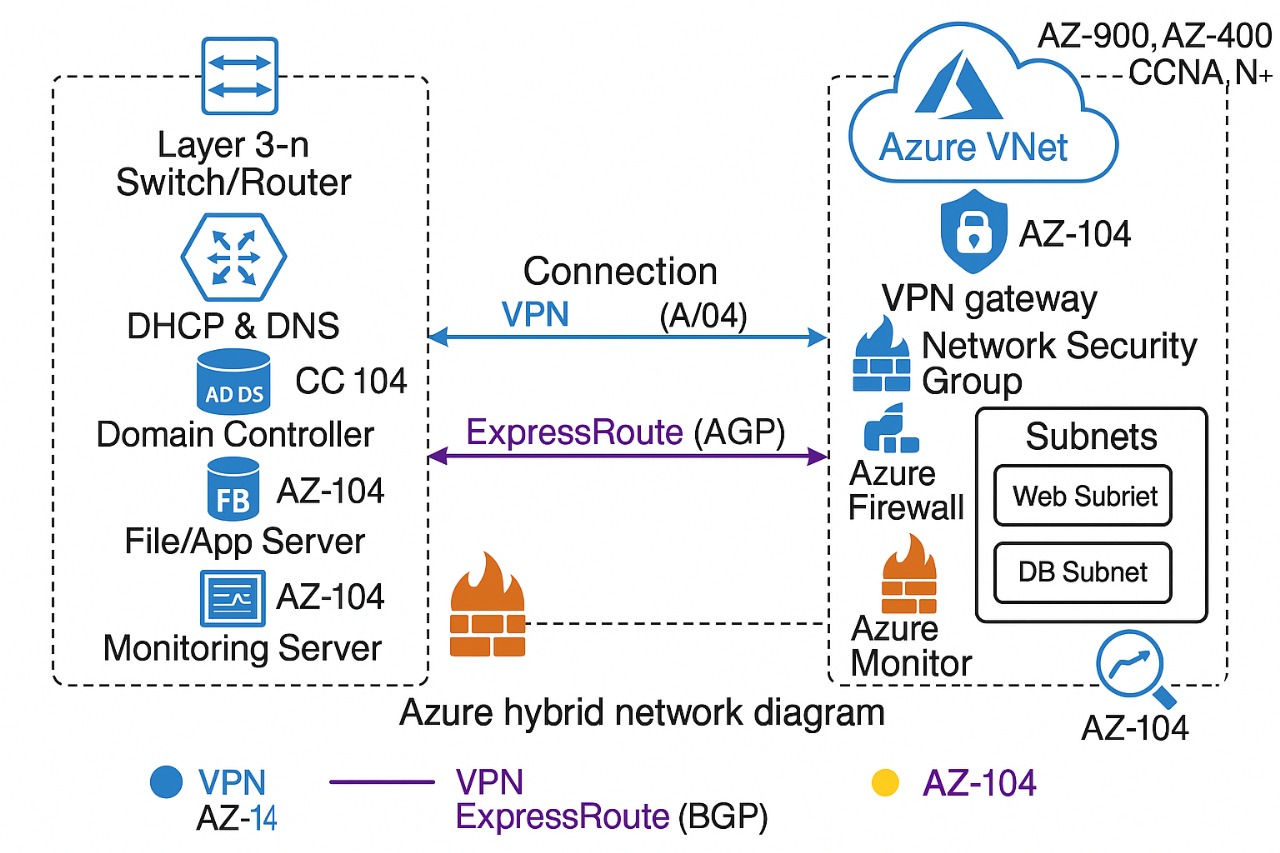 AZ-900, AZ-400
CCNA, N+
Layer 3-n
Switch/Router
DHCP & DNS
AD DS
CC 104
Domain Controller
FB
AZ-104
File/App Server
AZ-104
Monitoring Server
Connection
VPN (A/04)
ExpressRoute (AGP)
Azure VNet
AZ-104
VPN gateway
Network Security
Group
Azure
Firewall
Subnets
Web Subriet
DB Subnet
Azure
Monitor
AZ-104
Azure hybrid network diagram
VPN
AZ-14
VPN
ExpressRoute (BGP)
AZ-104